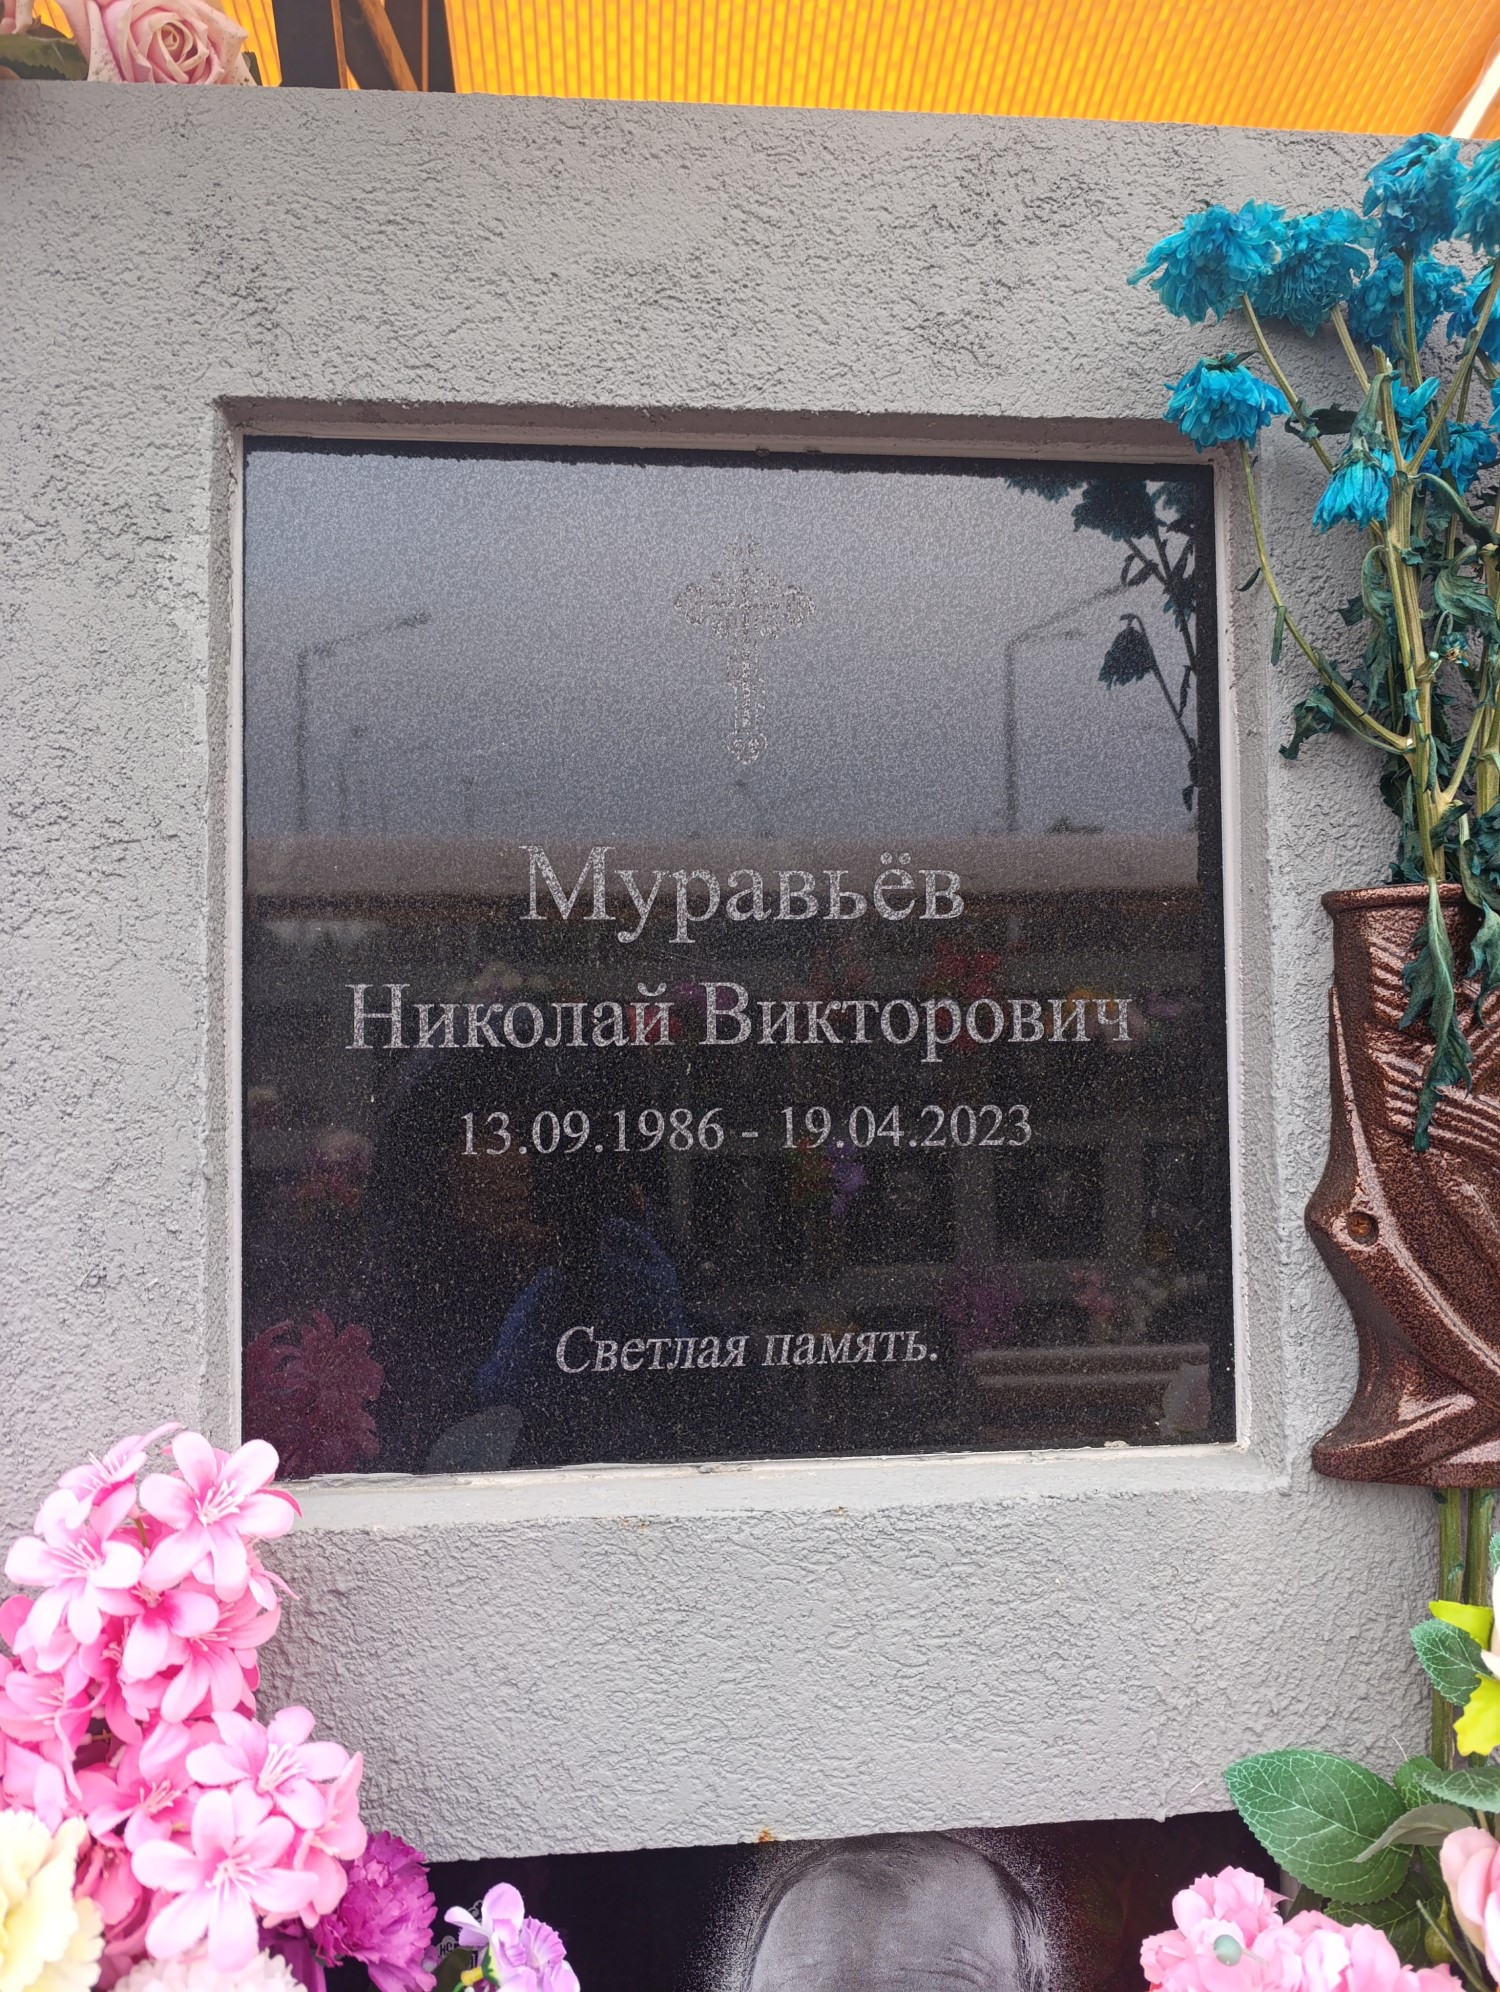 Муравьёв
Николай Викторович
13.09.1986 - 19.04.2023
Светлая память.